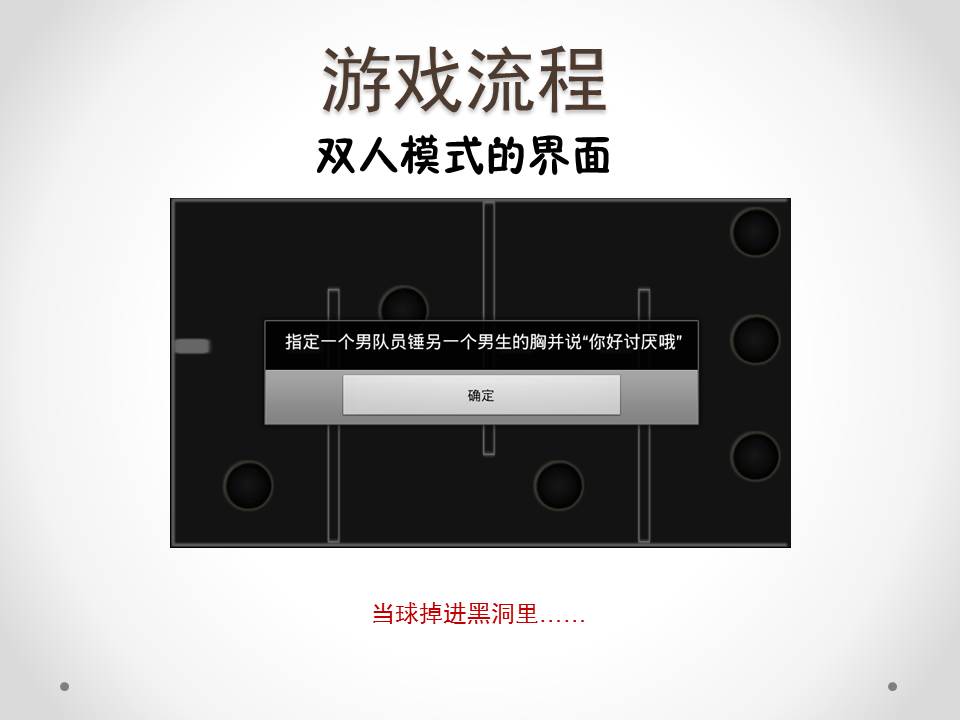 游戏流程
双人模式的界面
指定一个男队员锤另一个男生的胸并说“你好讨厌哦”
确定
当球掉进黑洞里……